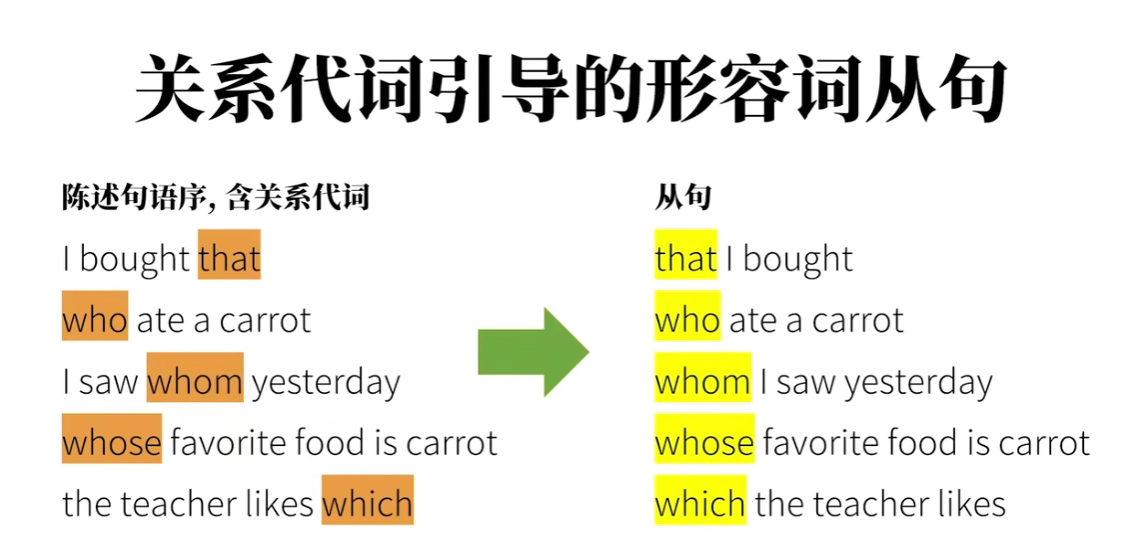 关系代词引导的形容词从句
陈述句语序, 含关系代词
I bought that
who ate a carrot
I saw whom yesterday
whose favorite food is carrot
the teacher likes which
从句
that I bought
who ate a carrot
whom I saw yesterday
whose favorite food is carrot
which the teacher likes